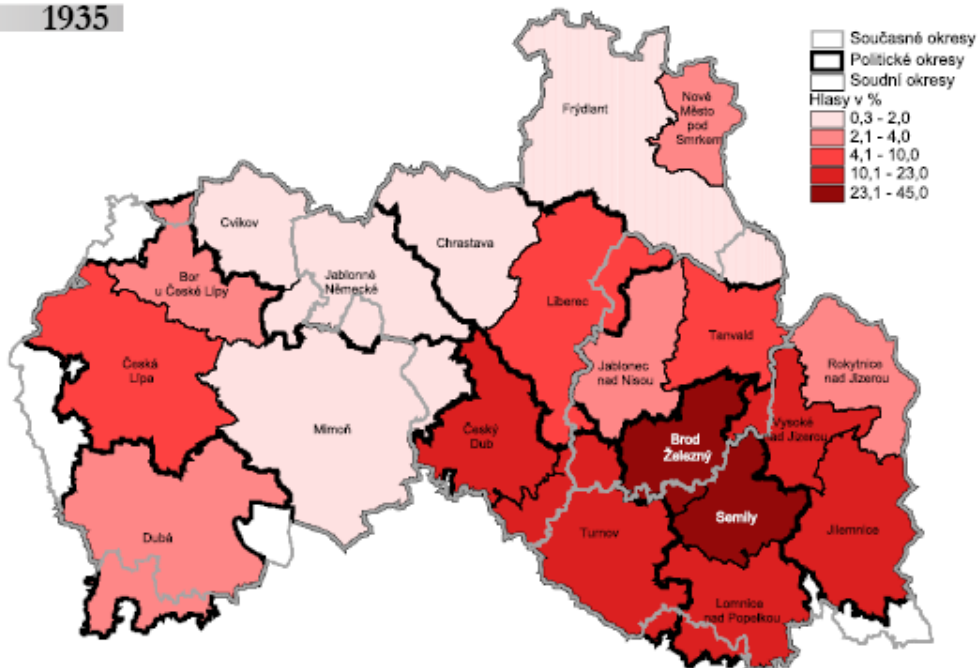 1935
Současné okresy
Politické okresy
Soudní okresy
Hlasy v %
0,3 - 2,0
2,1 - 4,0
4,1 - 10,0
10,1 - 23,0
23,1 - 45,0
Frýdlant
Nové
Město
pod
Smrkem
Cvikov
Chrastava
Jablonné
Německé
Bor
u České Lípy
Liberec
Tanvald
Česká
Lípa
Jablonec
nad Nisou
Rokytnice
nad Jizerou
Mimoň
Český
Dub
Brod
Železný
Vysoké
nad Jizerou
Semily
Turnov
Jilemnice
Dubá
Lomnice
nad Popelkou